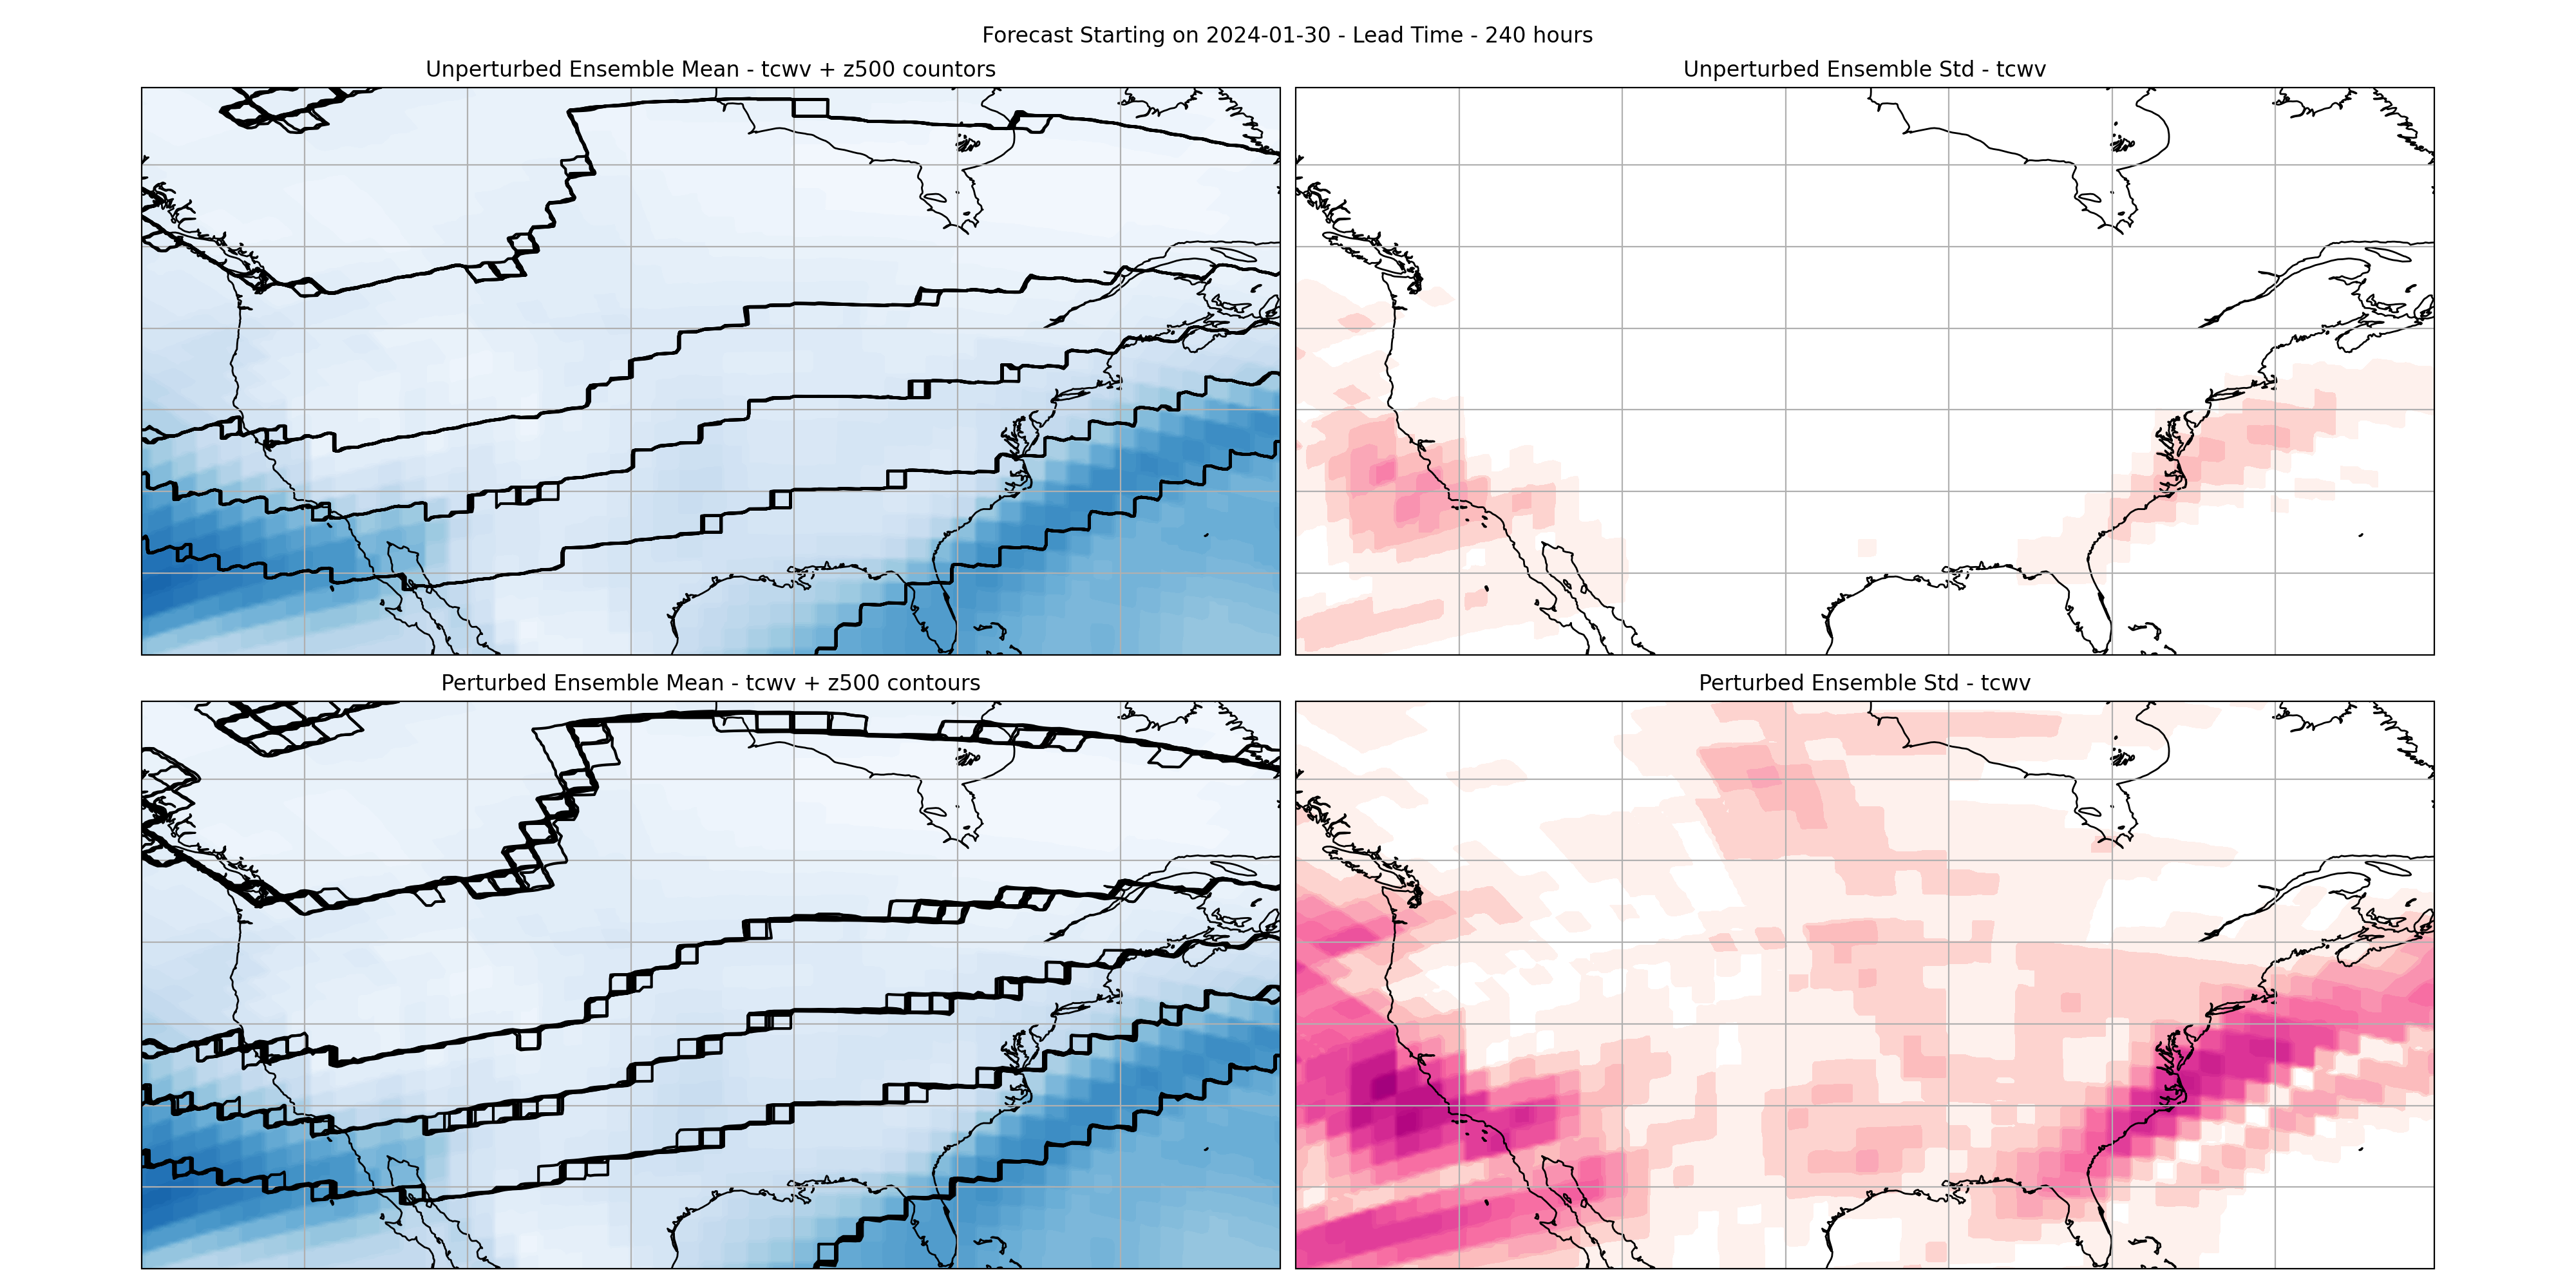 Forecast Starting on 2024-01-30 - Lead Time - 240 hours
Unperturbed Ensemble Mean - tcwv + z500 countors
Unperturbed Ensemble Std - tcwv
Perturbed Ensemble Mean - tcwv + z500 contours
Perturbed Ensemble Std - tcwv